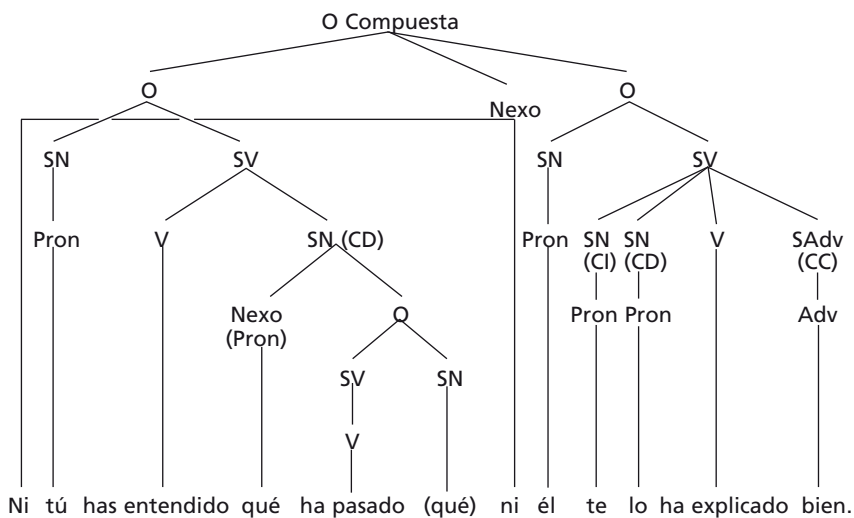 O Compuesta
O Nexo O
SN SV SN SV
Pron V SN (CD) Pron SN (CI) SN (CD) V SAdv (CC)
Nexo (Pron) O Pron Pron Adv
SV SN
V
Ni tú has entendido qué ha pasado (qué) ni él te lo ha explicado bien.